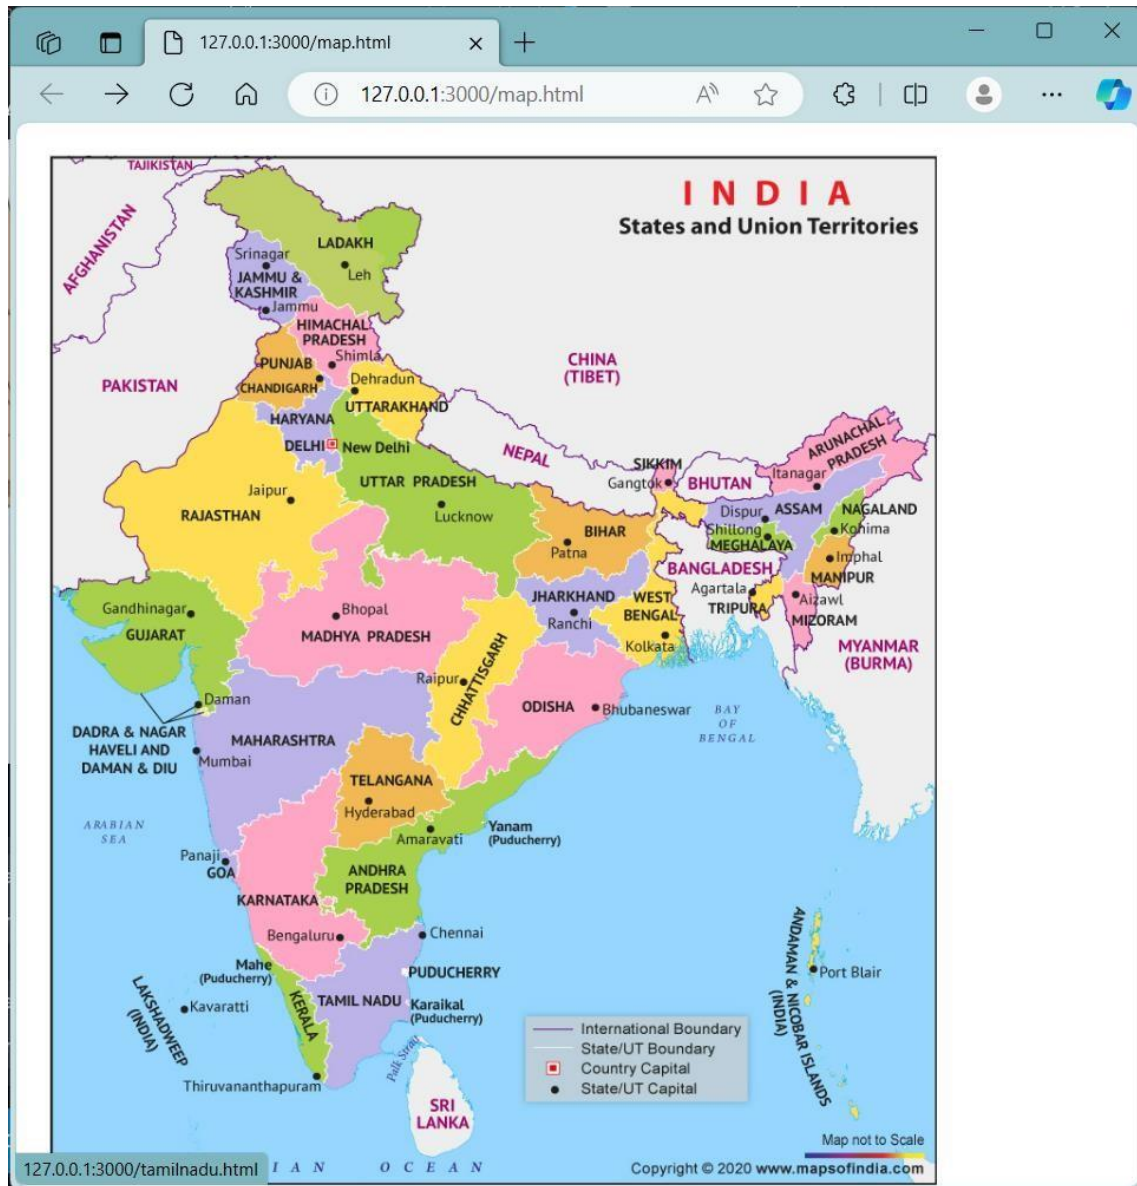 127.0.0.1:3000/map.html
127.0.0.1:3000/map.html
TAJIKISTAN
AFGHANISTAN
INDIA
States and Union Territories
LADAKH
Srinagar
Leh
JAMMU &
KASHMIR
Jammu
HIMACHAL
PRADESH
Shimla
PUNJAB
CHANDIGARH
Dehradun
UTTARAKHAND
CHINA
(TIBET)
PAKISTAN
HARYANA
DELHI
New Delhi
NEPAL
ARUNACHAL
PRADESH
SIKKIM
Gangtok
BHUTAN
Itanagar
UTTAR PRADESH
Jaipur
RAJASTHAN
Lucknow
Dispur
ASSAM
NAGALAND
Shillong
Kohima
MEGHALAYA
BIHAR
Patna
Imphal
MANIPUR
BANGLADESH
Agartala
TRIPURA
Aizawl
MIZORAM
JHARKHAND
Ranchi
WEST
BENGAL
Kolkata
Gandhinagar
GUJARAT
Bhopal
MADHYA PRADESH
MYANMAR
(BURMA)
CHHATTISGARH
Raipur
ODISHA
Bhubaneswar
BAY
OF
BENGAL
Daman
DADRA & NAGAR
HAVELI AND
DAMAN & DIU
MAHARASHTRA
Mumbai
TELANGANA
Hyderabad
ARABIAN
SEA
Amaravati
Yanam
(Puducherry)
Panaji
GOA
ANDHRA
PRADESH
KARNATAKA
Bengaluru
Chennai
Mahe
(Puducherry)
PUDUCHERRY
TAMIL NADU
Karaikal
(Puducherry)
KERALA
LAKSHADWEEP
(INDIA)
Kavaratti
Thiruvananthapuram
Palk Strait
SRI
LANKA
ANDAMAN & NICOBAR ISLANDS
(INDIA)
Port Blair
International Boundary
State/UT Boundary
Country Capital
State/UT Capital
Map not to Scale
127.0.0.1:3000/tamilnadu.html
IAN OCEAN
Copyright © 2020 www.mapsofindia.com